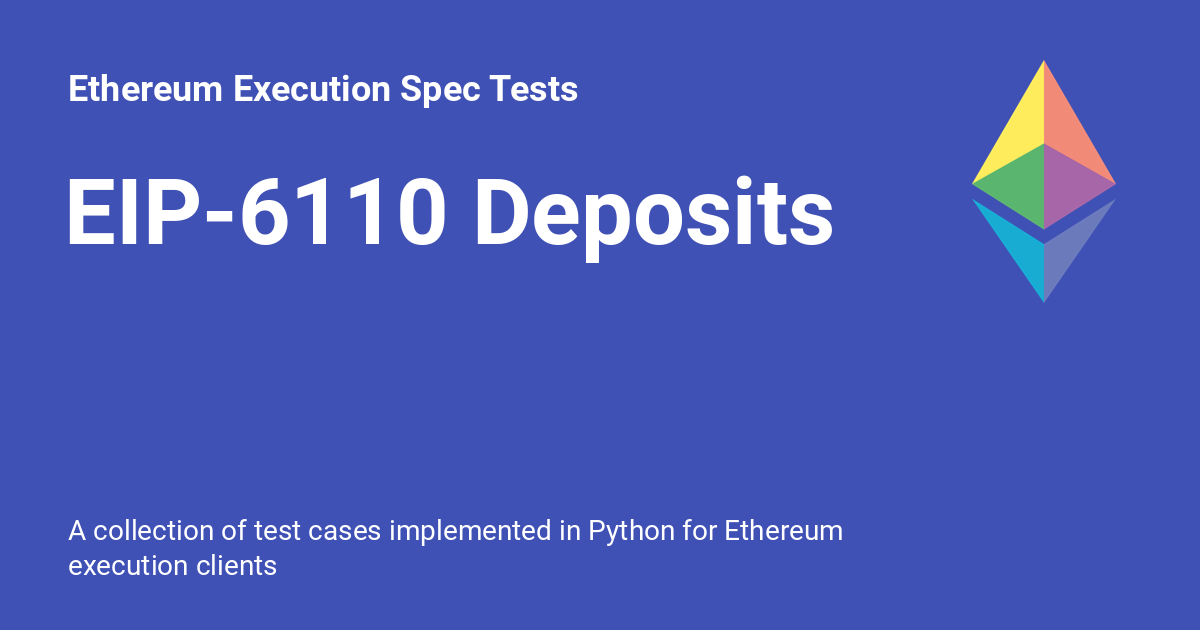 Ethereum Execution Spec Tests
EIP-6110 Deposits
A collection of test cases implemented in Python for Ethereum
execution clients